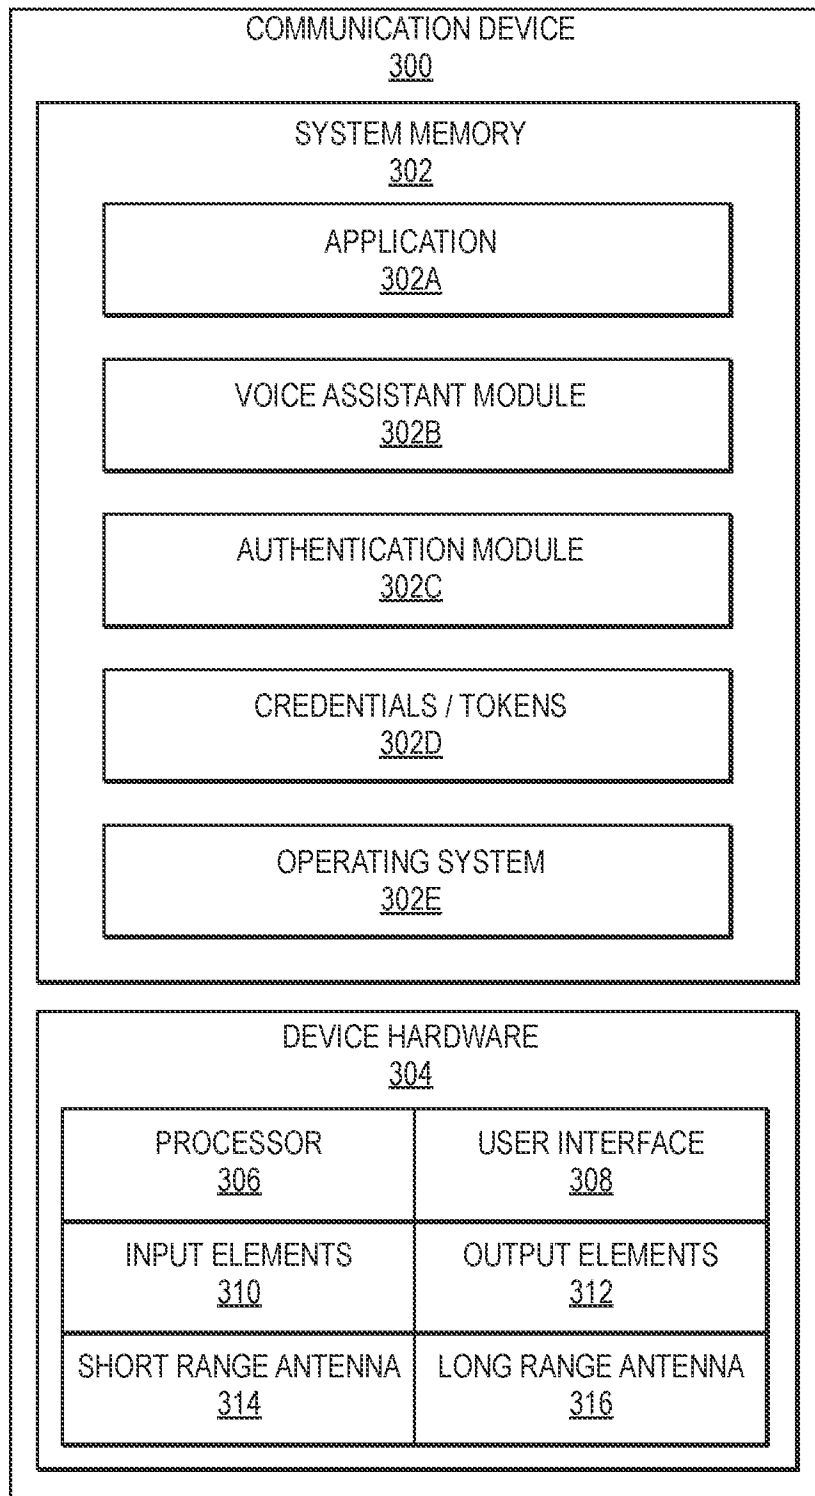 COMMUNICATION DEVICE
300
SYSTEM MEMORY
302
APPLICATION
302A
VOICE ASSISTANT MODULE
302B
AUTHENTICATION MODULE
302C
CREDENTIALS / TOKENS
302D
OPERATING SYSTEM
302E
DEVICE HARDWARE
304
PROCESSOR
306
USER INTERFACE
308
INPUT ELEMENTS
310
OUTPUT ELEMENTS
312
SHORT RANGE ANTENNA
314
LONG RANGE ANTENNA
316